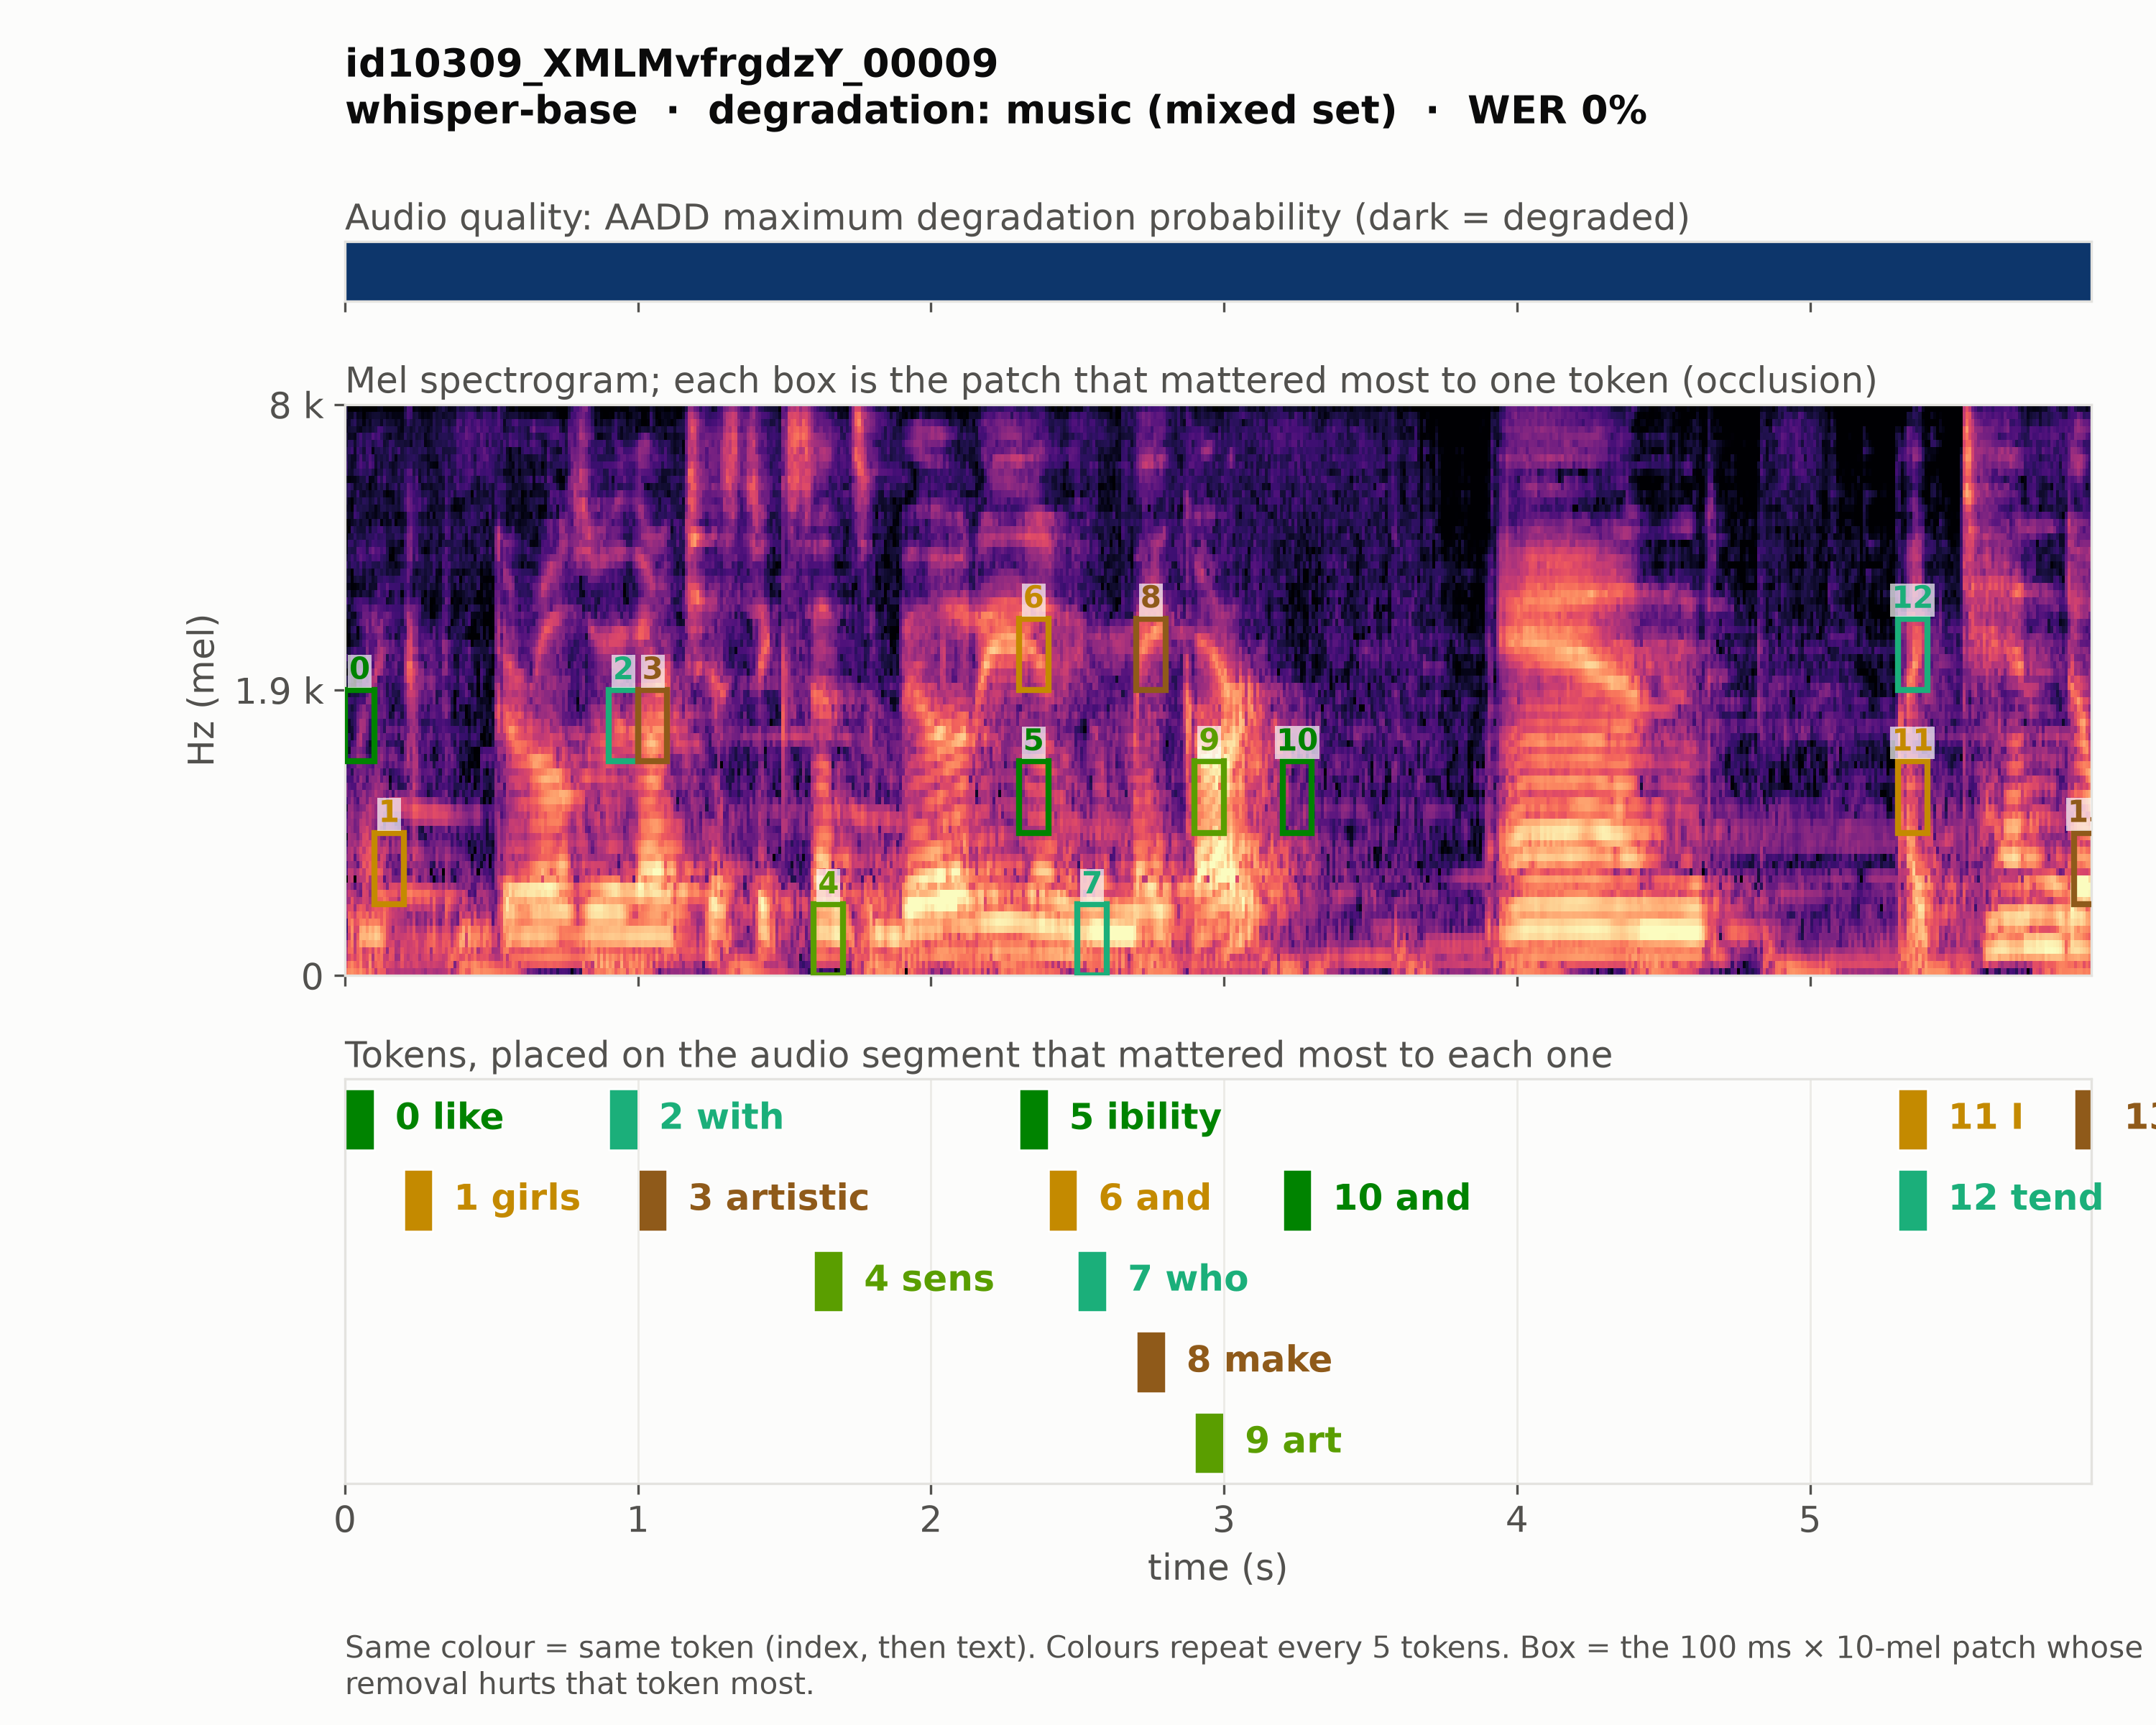 id10309_XMLMvfrgdzY_00009
whisper-base · degradation: music (mixed set) · WER 0%
Audio quality: AADD maximum degradation probability (dark = degraded)
Mel spectrogram; each box is the patch that mattered most to one token (occlusion)
8 k
1.9 k
0
Hz (mel)
0
1
2
3
4
5
6
7
8
9
10
11
12
1
Tokens, placed on the audio segment that mattered most to each one
0 like
2 with
5 ibility
11 I
13
1 girls
3 artistic
6 and
10 and
12 tend
4 sens
7 who
8 make
9 art
0 1 2 3 4 5
time (s)
Same colour = same token (index, then text). Colours repeat every 5 tokens. Box = the 100 ms × 10-mel patch whose
removal hurts that token most.